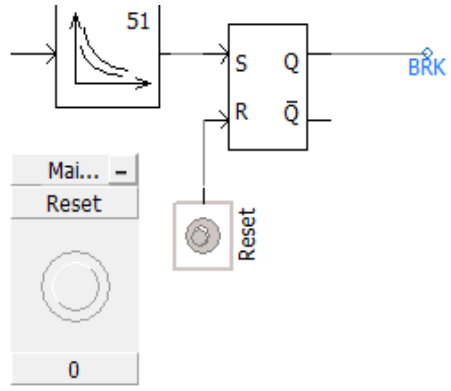 51
S Q
BRK
R Q̅
Mai... –
Reset
Reset
0